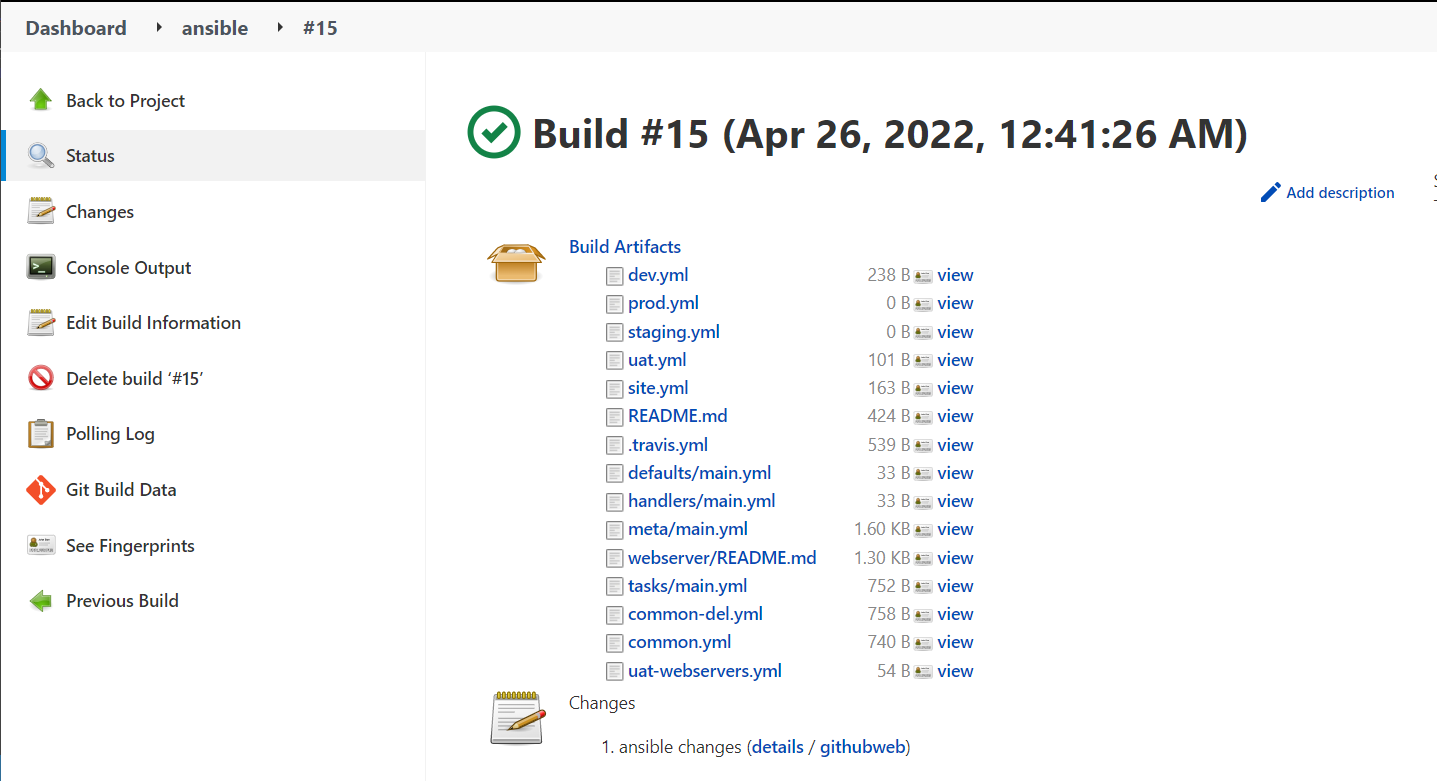 Dashboard ansible #15
Back to Project
Status
Changes
Console Output
Edit Build Information
Delete build ‘#15’
Polling Log
Git Build Data
See Fingerprints
Previous Build
Build #15 (Apr 26, 2022, 12:41:26 AM)
Add description
Build Artifacts
dev.yml 238 B view
prod.yml 0 B view
staging.yml 0 B view
uat.yml 101 B view
site.yml 163 B view
README.md 424 B view
.travis.yml 539 B view
defaults/main.yml 33 B view
handlers/main.yml 33 B view
meta/main.yml 1.60 KB view
webserver/README.md 1.30 KB view
tasks/main.yml 752 B view
common-del.yml 758 B view
common.yml 740 B view
uat-webservers.yml 54 B view
Changes
1. ansible changes (details / githubweb)